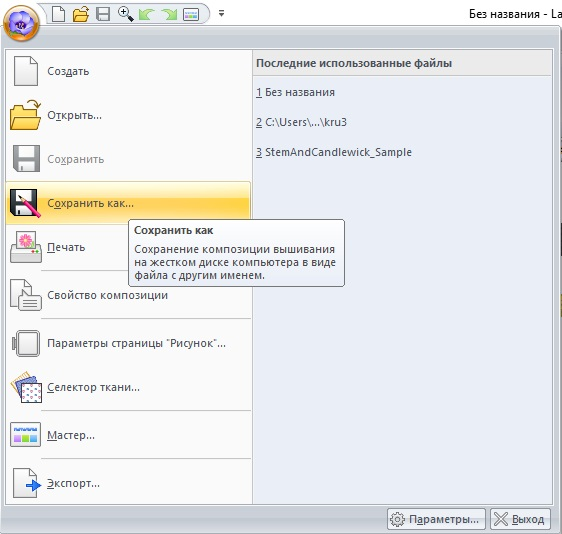 Без названия - La
Создать
Открыть...
Сохранить
Сохранить как...
Печать
Свойство композиции
Параметры страницы "Рисунок"...
Селектор ткани...
Мастер...
Экспорт...
Последние использованные файлы
1 Без названия
2 C:\Users\...\kru3
3 StemAndCandlewick_Sample
Сохранить как
Сохранение композиции вышивания
на жестком диске компьютера в виде
файла с другим именем.
Параметры...
Выход